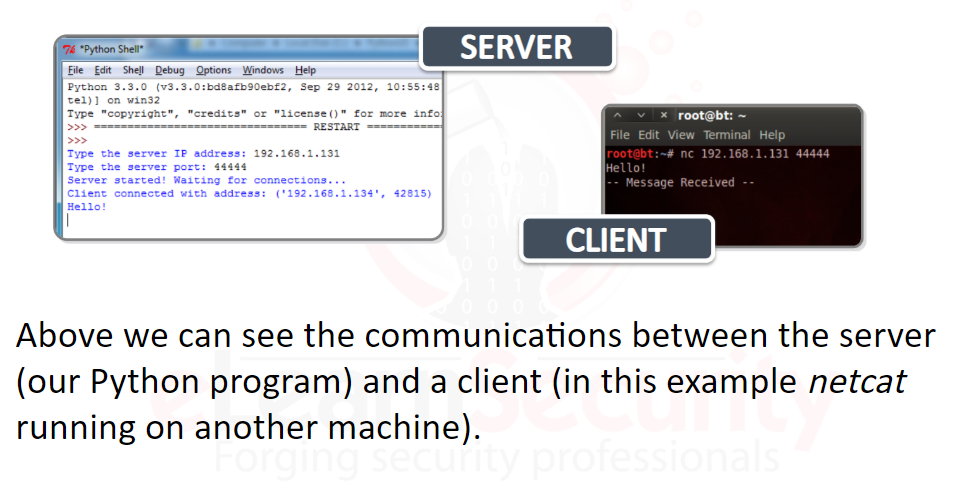 *Python Shell*
SERVER
File Edit Shell Debug Options Windows Help
Python 3.3.0 (v3.3.0:bd8afb90ebf2, Sep 29 2012, 10:55:48
tel)] on win32
Type "copyright", "credits" or "license()" for more info
>>> ================================ RESTART ============
>>>
Type the server IP address: 192.168.1.131
Type the server port: 44444
Server started! Waiting for connections...
Client connected with address: ('192.168.1.134', 42815)
Hello!
root@bt: ~
File Edit View Terminal Help
root@bt:~# nc 192.168.1.131 44444
Hello!
-- Message Received --
CLIENT
Above we can see the communications between the server
(our Python program) and a client (in this example netcat
running on another machine).
eLearnSecurity
Forging security professionals